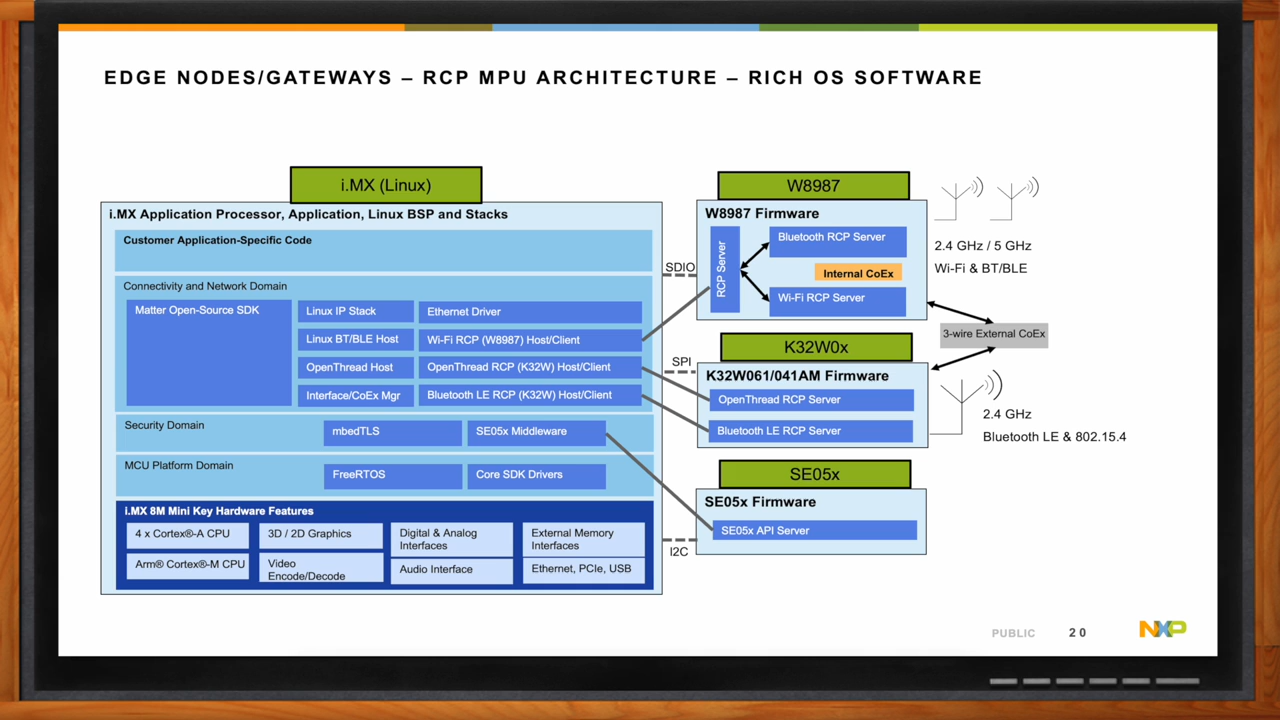 EDGE NODES/GATEWAYS – RCP MPU ARCHITECTURE – RICH OS SOFTWARE
i.MX (Linux)
i.MX Application Processor, Application, Linux BSP and Stacks
Customer Application-Specific Code
Connectivity and Network Domain
Matter Open-Source SDK
Linux IP Stack
Ethernet Driver
Linux BT/BLE Host
Wi-Fi RCP (W8987) Host/Client
OpenThread Host
OpenThread RCP (K32W) Host/Client
Interface/CoEx Mgr
Bluetooth LE RCP (K32W) Host/Client
Security Domain
mbedTLS
SE05x Middleware
MCU Platform Domain
FreeRTOS
Core SDK Drivers
i.MX 8M Mini Key Hardware Features
4 x Cortex®-A CPU
3D / 2D Graphics
Digital & Analog
Interfaces
External Memory
Interfaces
Arm® Cortex®-M CPU
Video
Encode/Decode
Audio Interface
Ethernet, PCIe, USB
SDIO
SPI
I2C
W8987
W8987 Firmware
RCP Server
Bluetooth RCP Server
Internal CoEx
Wi-Fi RCP Server
2.4 GHz / 5 GHz
Wi-Fi & BT/BLE
3-wire External CoEx
K32W0x
K32W061/041AM Firmware
OpenThread RCP Server
Bluetooth LE RCP Server
2.4 GHz
Bluetooth LE & 802.15.4
SE05x
SE05x Firmware
SE05x API Server
PUBLIC
20
NXP